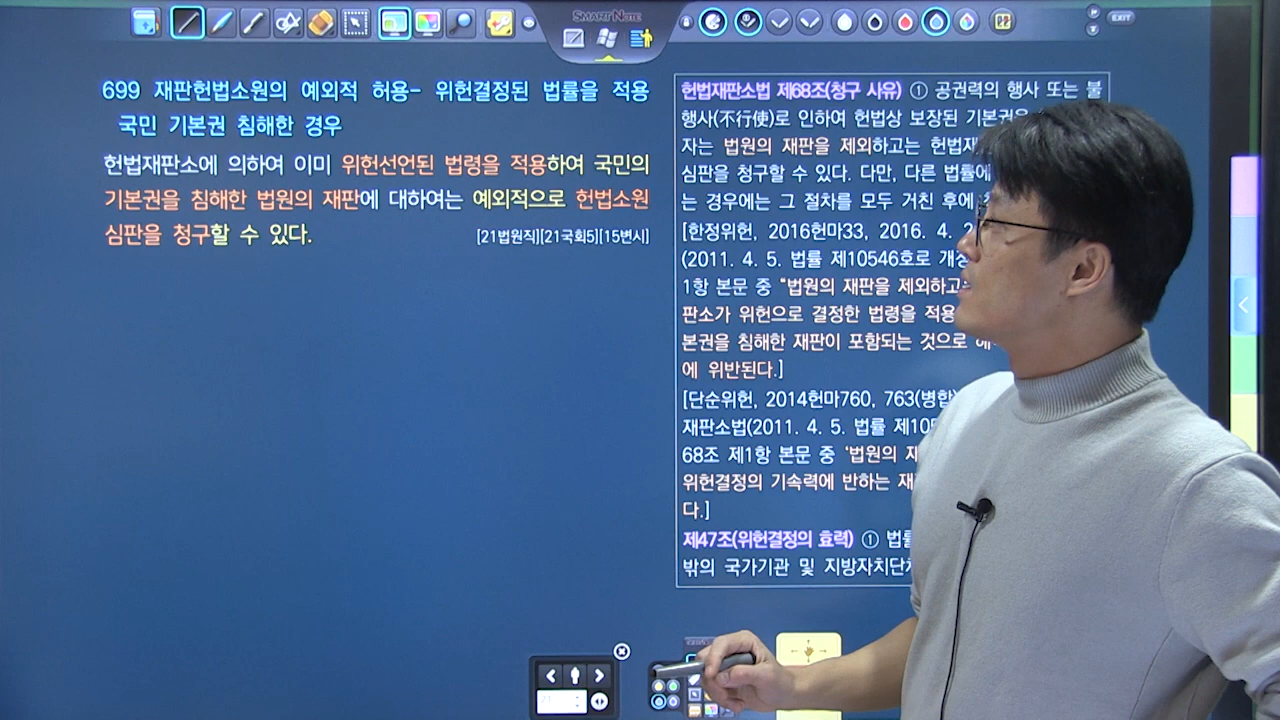 SMART NOTE
EXIT
699 재판헌법소원의 예외적 허용- 위헌결정된 법률을 적용
국민 기본권 침해한 경우
헌법재판소에 의하여 이미 위헌선언된 법령을 적용하여 국민의
기본권을 침해한 법원의 재판에 대하여는 예외적으로 헌법소원
심판을 청구할 수 있다.
[21법원직][21국회5][15변시]
헌법재판소법 제68조(청구 사유) ① 공권력의 행사 또는 불
행사(不行使)로 인하여 헌법상 보장된 기본권을
자는 법원의 재판을 제외하고는 헌법재
심판을 청구할 수 있다. 다만, 다른 법률에
는 경우에는 그 절차를 모두 거친 후에
[한정위헌, 2016헌마33, 2016. 4.
(2011. 4. 5. 법률 제10546호로 개정
1항 본문 중 “법원의 재판을 제외하고는
판소가 위헌으로 결정한 법령을 적용
본권을 침해한 재판이 포함되는 것으로 해
에 위반된다.]
[단순위헌, 2014헌마760, 763(병합)
재판소법(2011. 4. 5. 법률 제105
68조 제1항 본문 중 ‘법원의 재
위헌결정의 기속력에 반하는 재
다.]
제47조(위헌결정의 효력) ① 법률
밖의 국가기관 및 지방자치단체